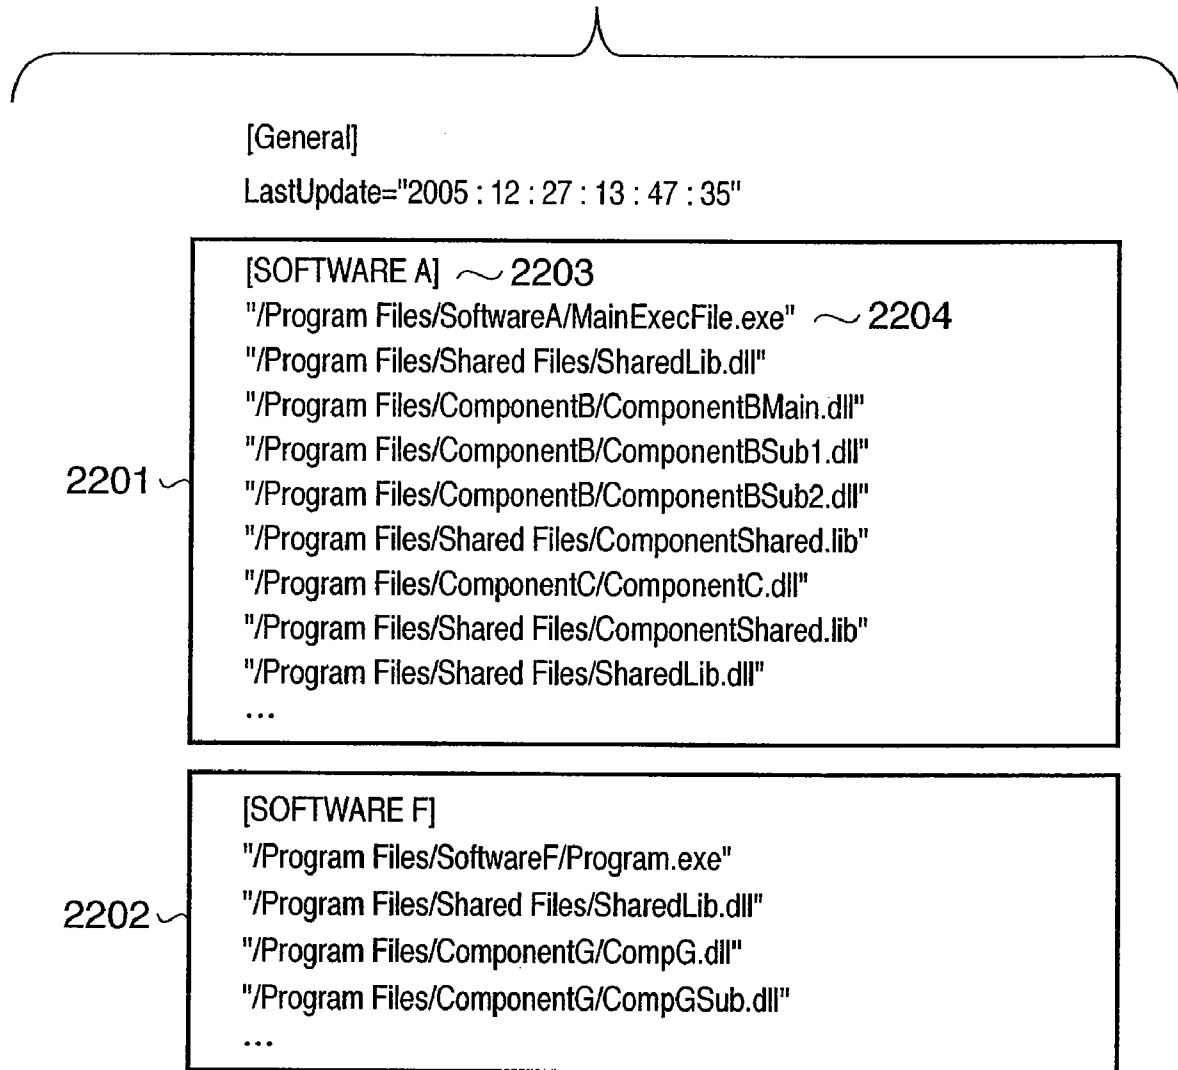 [General]
LastUpdate="2005 : 12 : 27 : 13 : 47 : 35"
[SOFTWARE A] 2203
"/Program Files/SoftwareA/MainExecFile.exe" 2204
"/Program Files/Shared Files/SharedLib.dll"
"/Program Files/ComponentB/ComponentBMain.dll"
"/Program Files/ComponentB/ComponentBSub1.dll"
2201
"/Program Files/ComponentB/ComponentBSub2.dll"
"/Program Files/Shared Files/ComponentShared.lib"
"/Program Files/ComponentC/ComponentC.dll"
"/Program Files/Shared Files/ComponentShared.lib"
"/Program Files/Shared Files/SharedLib.dll"
...
[SOFTWARE F]
"/Program Files/SoftwareF/Program.exe"
2202
"/Program Files/Shared Files/SharedLib.dll"
"/Program Files/ComponentG/CompG.dll"
"/Program Files/ComponentG/CompGSub.dll"
...